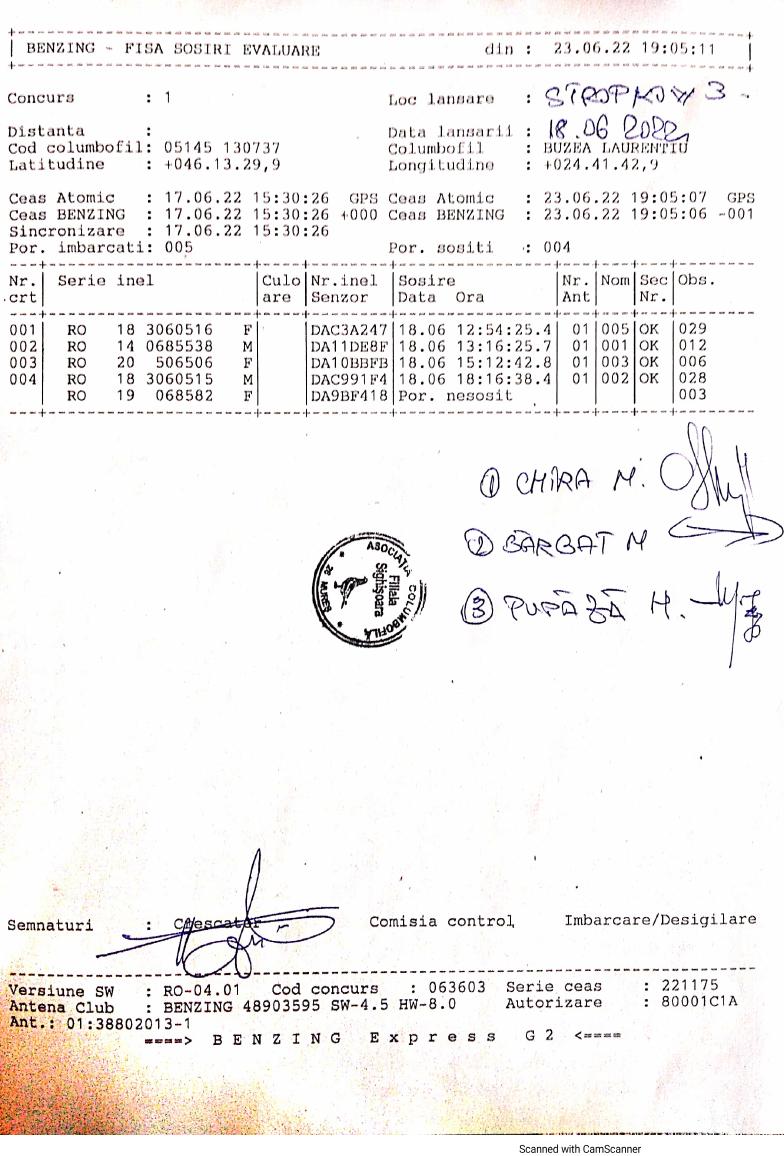 BENZING - FISA SOSIRI EVALUARE din : 23.06.22 19:05:11
Concurs : 1 Loc lansare : STROPKOV 3
Distanta : Data lansarii : 18.06 2022
Cod columbofil: 05145 130737 Columbofil : BUZEA LAURENTIU
Latitudine : +046.13.29,9 Longitudine : +024.41.42,9
Ceas Atomic : 17.06.22 15:30:26 GPS Ceas Atomic : 23.06.22 19:05:07 GPS
Ceas BENZING : 17.06.22 15:30:26 +000 Ceas BENZING : 23.06.22 19:05:06 -001
Sincronizare : 17.06.22 15:30:26
Por. imbarcati: 005 Por. sositi : 004
Nr. Serie inel Culo Nr.inel Sosire Nr. Nom Sec Obs.
crt are Senzor Data Ora Ant Nr.
001 RO 18 3060516 F DAC3A247 18.06 12:54:25.4 01 005 OK 029
002 RO 14 0685538 M DA11DE8F 18.06 13:16:25.7 01 001 OK 012
003 RO 20 506506 F DA10BBFB 18.06 15:12:42.8 01 003 OK 006
004 RO 18 3060515 M DAC991F4 18.06 18:16:38.4 01 002 OK 028
RO 19 068582 F DA9BF418 Por. nesosit 003
① CHIRA M.
② BĂRBAT M
③ PUPĂZĂ H.
ASOCIAȚIA COLUMBOFILĂ
Filiala
Sighișoara
26 MUREȘ
Semnaturi : Crescator Comisia control Imbarcare/Desigilare
Versiune SW : RO-04.01 Cod concurs : 063603 Serie ceas : 221175
Antena Club : BENZING 48903595 SW-4.5 HW-8.0 Autorizare : 80001C1A
Ant.: 01:38802013-1
====> B E N Z I N G E x p r e s s G 2 <====
Scanned with CamScanner